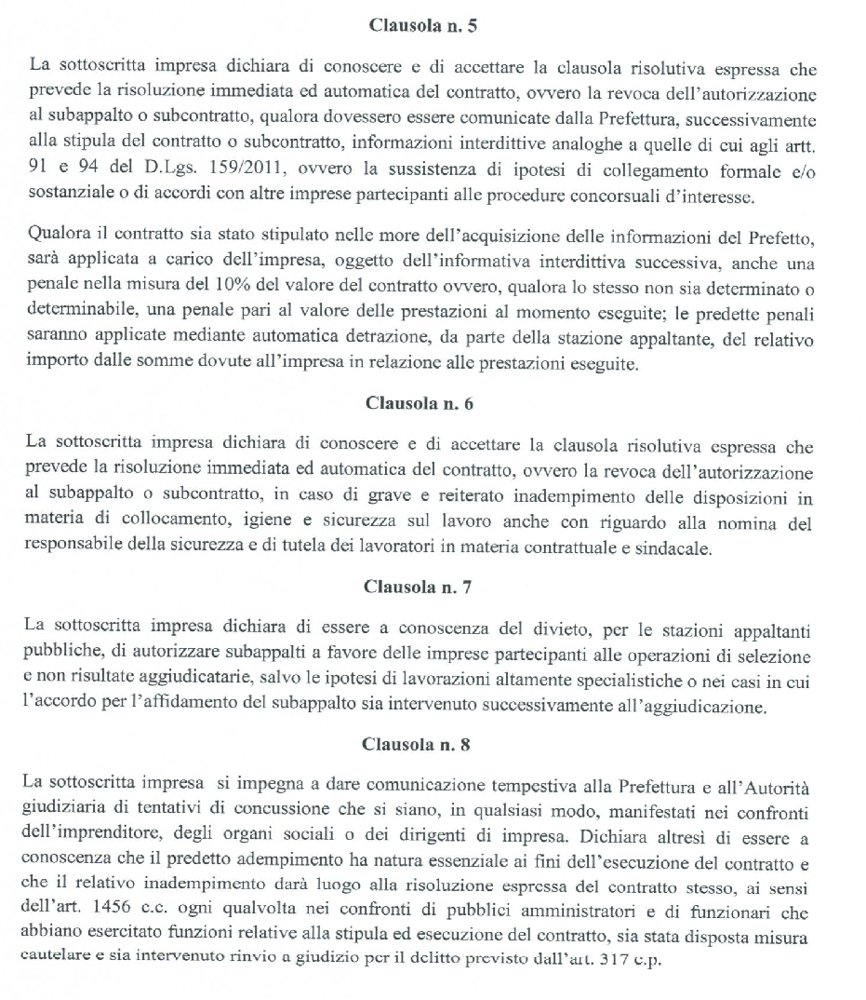 Clausola n. 5
La sottoscritta impresa dichiara di conoscere e di accettare la clausola risolutiva espressa che
prevede la risoluzione immediata ed automatica del contratto, ovvero la revoca dell'autorizzazione
al subappalto o subcontratto, qualora dovessero essere comunicate dalla Prefettura, successivamente
alla stipula del contratto o subcontratto, informazioni interdittive analoghe a quelle di cui agli artt.
91 e 94 del D.Lgs. 159/2011, ovvero la sussistenza di ipotesi di collegamento formale e/o
sostanziale o di accordi con altre imprese partecipanti alle procedure concorsuali d'interesse.
Qualora il contratto sia stato stipulato nelle more dell'acquisizione delle informazioni del Prefetto,
sarà applicata a carico dell'impresa, oggetto dell'informativa interdittiva successiva, anche una
penale nella misura del 10% del valore del contratto ovvero, qualora lo stesso non sia determinato o
determinabile, una penale pari al valore delle prestazioni al momento eseguite; le predette penali
saranno applicate mediante automatica detrazione, da parte della stazione appaltante, del relativo
importo dalle somme dovute all'impresa in relazione alle prestazioni eseguite.
Clausola n. 6
La sottoscritta impresa dichiara di conoscere e di accettare la clausola risolutiva espressa che
prevede la risoluzione immediata ed automatica del contratto, ovvero la revoca dell'autorizzazione
al subappalto o subcontratto, in caso di grave e reiterato inadempimento delle disposizioni in
materia di collocamento, igiene e sicurezza sul lavoro anche con riguardo alla nomina del
responsabile della sicurezza e di tutela dei lavoratori in materia contrattuale e sindacale.
Clausola n. 7
La sottoscritta impresa dichiara di essere a conoscenza del divieto, per le stazioni appaltanti
pubbliche, di autorizzare subappalti a favore delle imprese partecipanti alle operazioni di selezione
e non risultate aggiudicatarie, salvo le ipotesi di lavorazioni altamente specialistiche o nei casi in cui
l'accordo per l'affidamento del subappalto sia intervenuto successivamente all'aggiudicazione.
Clausola n. 8
La sottoscritta impresa si impegna a dare comunicazione tempestiva alla Prefettura e all'Autorità
giudiziaria di tentativi di concussione che si siano, in qualsiasi modo, manifestati nei confronti
dell'imprenditore, degli organi sociali o dei dirigenti di impresa. Dichiara altresì di essere a
conoscenza che il predetto adempimento ha natura essenziale ai fini dell'esecuzione del contratto e
che il relativo inadempimento darà luogo alla risoluzione espressa del contratto stesso, ai sensi
dell'art. 1456 c.c. ogni qualvolta nei confronti di pubblici amministratori e di funzionari che
abbiano esercitato funzioni relative alla stipula ed esecuzione del contratto, sia stata disposta misura
cautelare e sia intervenuto rinvio a giudizio per il delitto previsto dall'art. 317 c.p.